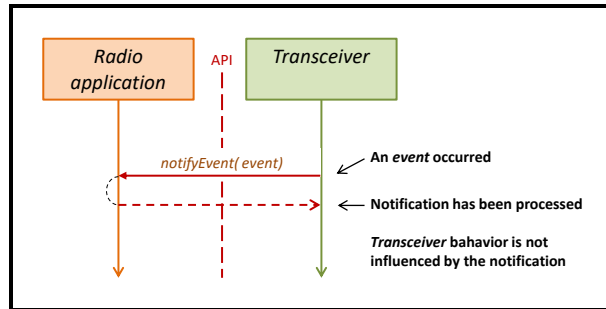 Radio
application
API
Transceiver
notifyEvent( event)
An event occurred
Notification has been processed
Transceiver bahavior is not
influenced by the notification